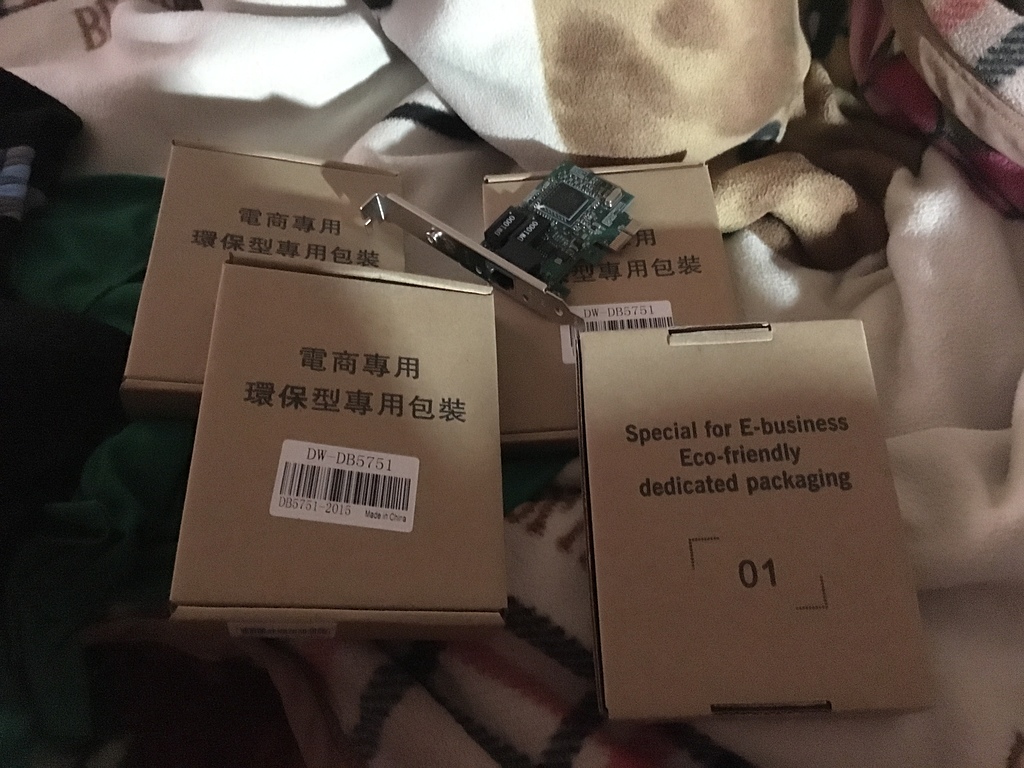 電商專用
環保型專用包裝
用
型專用包裝
DW-DB5751
電商專用
環保型專用包裝
DW-DB5751
DB5751-2015 Made in China
Special for E-business
Eco-friendly
dedicated packaging
01